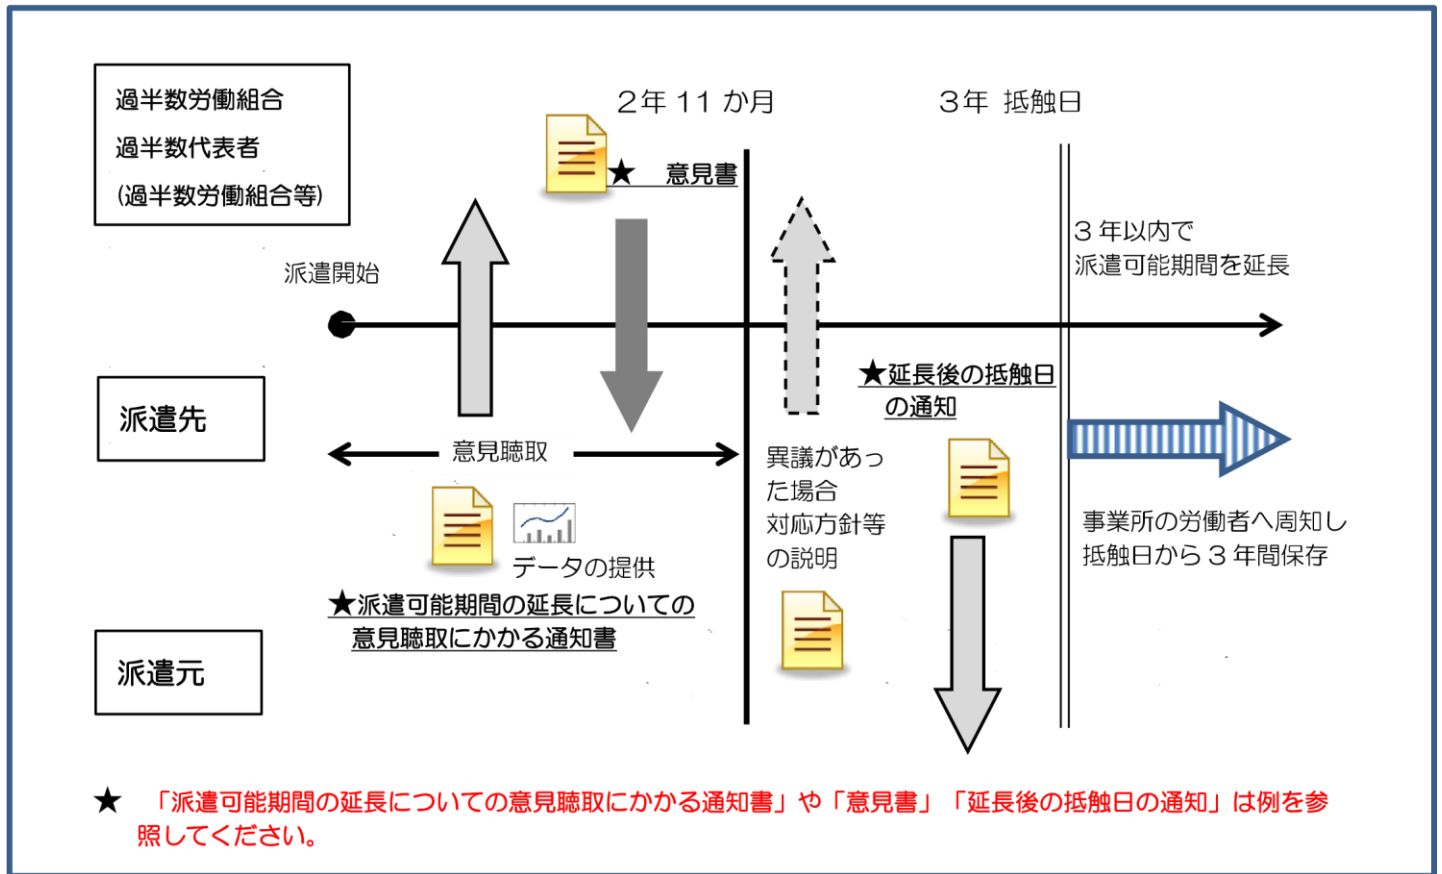 過半数労働組合
過半数代表者
(過半数労働組合等)
2年 11 か月
3年 抵触日
★ 意見書
派遣開始
3 年以内で
派遣可能期間を延長
派遣先
★延長後の抵触日
の通知
意見聴取
異議があっ
た場合
対応方針等
の説明
データの提供
★派遣可能期間の延長についての
意見聴取にかかる通知書
事業所の労働者へ周知し
抵触日から 3 年間保存
派遣元
★ 「派遣可能期間の延長についての意見聴取にかかる通知書」や「意見書」「延長後の抵触日の通知」は例を参
照してください。